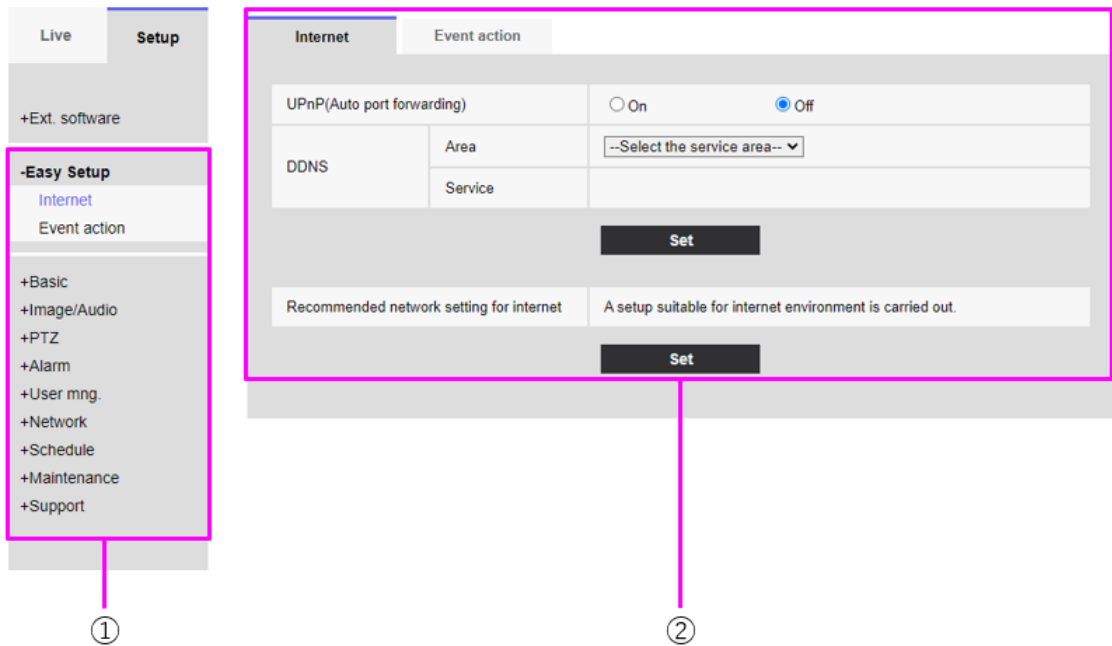 Live
Setup
+Ext. software
-Easy Setup
Internet
Event action
+Basic
+Image/Audio
+PTZ
+Alarm
+User mng.
+Network
+Schedule
+Maintenance
+Support
①
Internet
Event action
UPnP(Auto port forwarding)
On
Off
DDNS
Area
--Select the service area--
Service
Set
Recommended network setting for internet
A setup suitable for internet environment is carried out.
Set
②